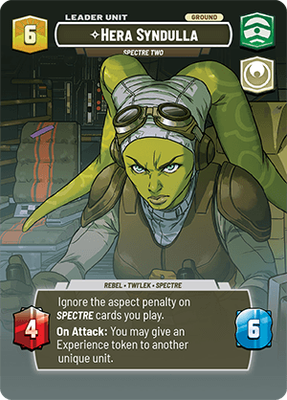 LEADER UNIT
GROUND
6
✧HERA SYNDULLA
SPECTRE TWO
REBEL • TWI'LEK • SPECTRE
Ignore the aspect penalty on
SPECTRE cards you play.
On Attack: You may give an
Experience token to another
unique unit.
4
6